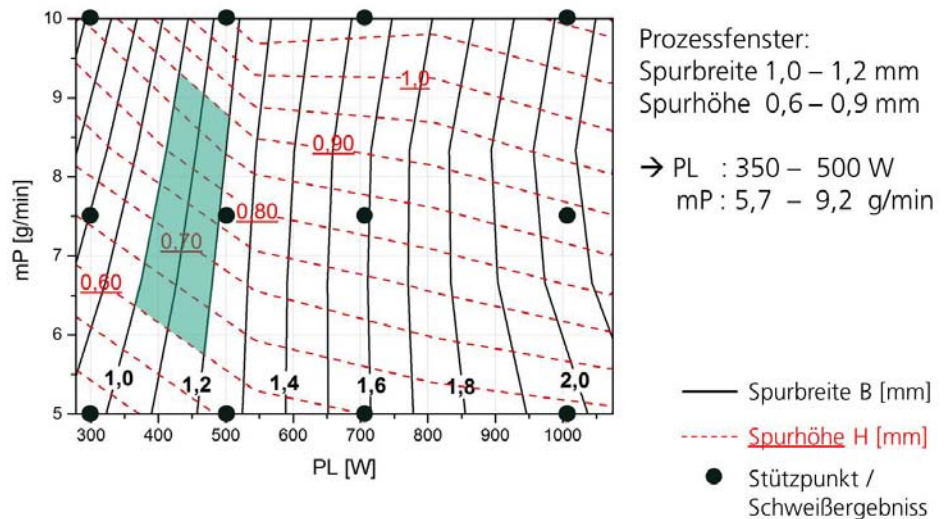 10
9
8
7
6
5
mP [g/min]
300 400 500 600 700 800 900 1000
PL [W]
1,0
0,90
0,80
0,70
0,60
1,0 1,2 1,4 1,6 1,8 2,0
Prozessfenster:
Spurbreite 1,0 – 1,2 mm
Spurhöhe 0,6 – 0,9 mm
→ PL : 350 – 500 W
mP : 5,7 – 9,2 g/min
Spurbreite B [mm]
Spurhöhe H [mm]
Stützpunkt /
Schweißergebniss